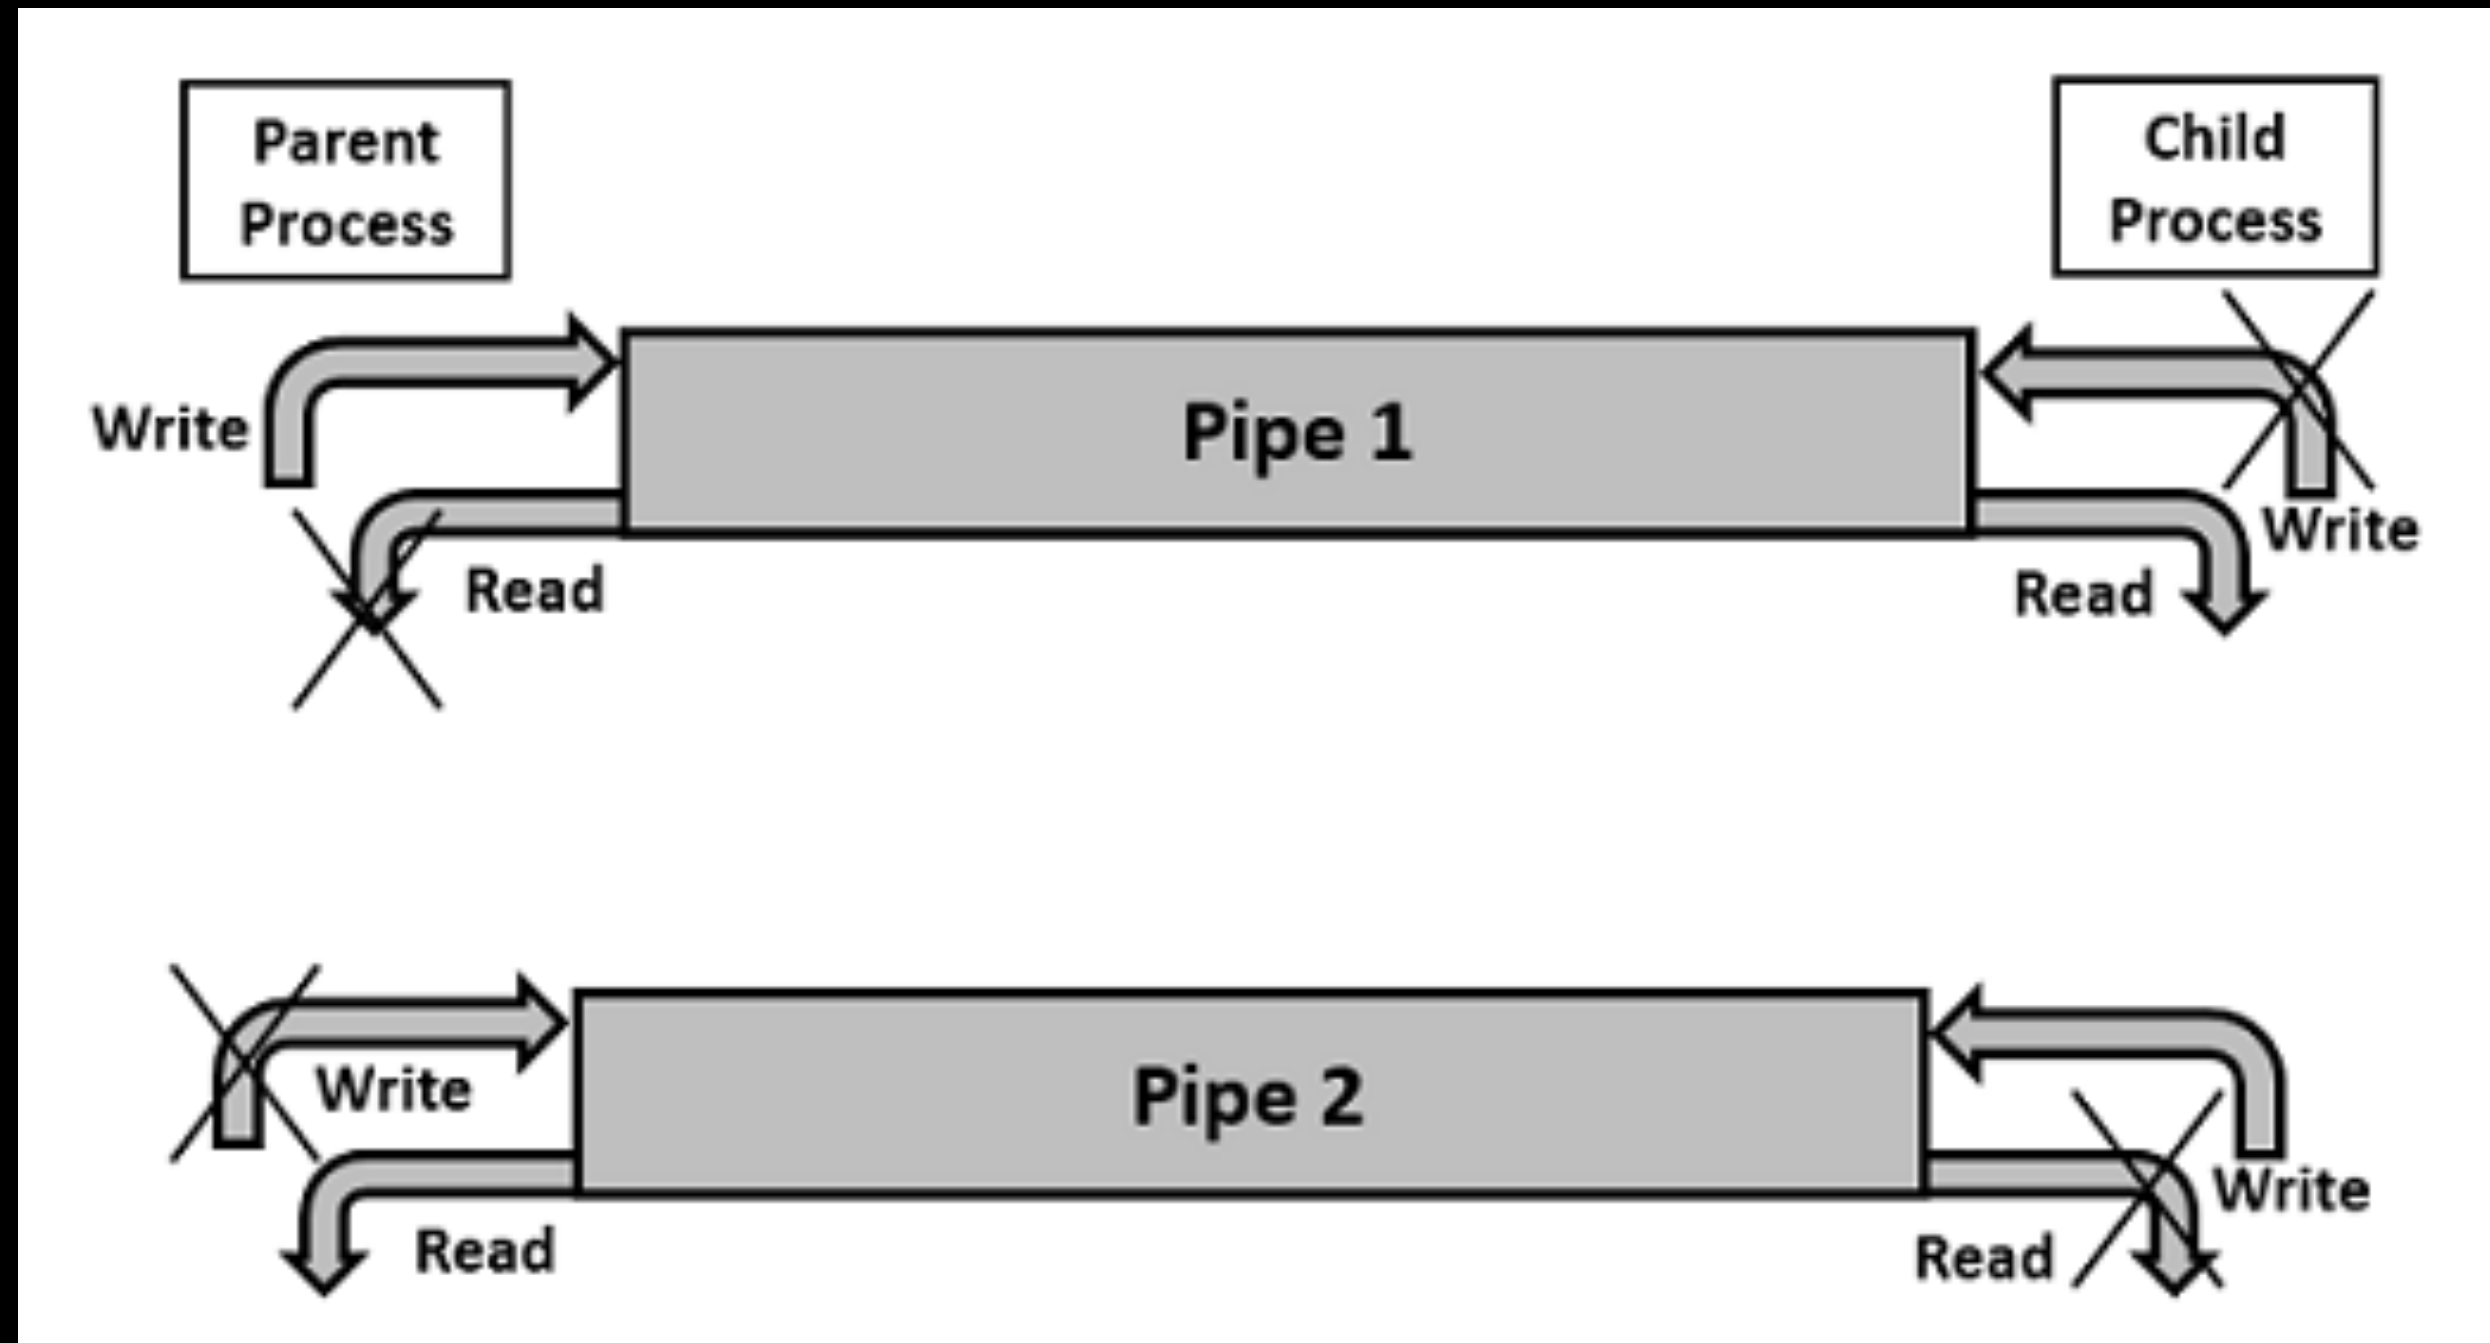 Parent
Process
Child
Process
Write
Pipe 1
Write
Read
Read
Write
Pipe 2
Write
Read
Read